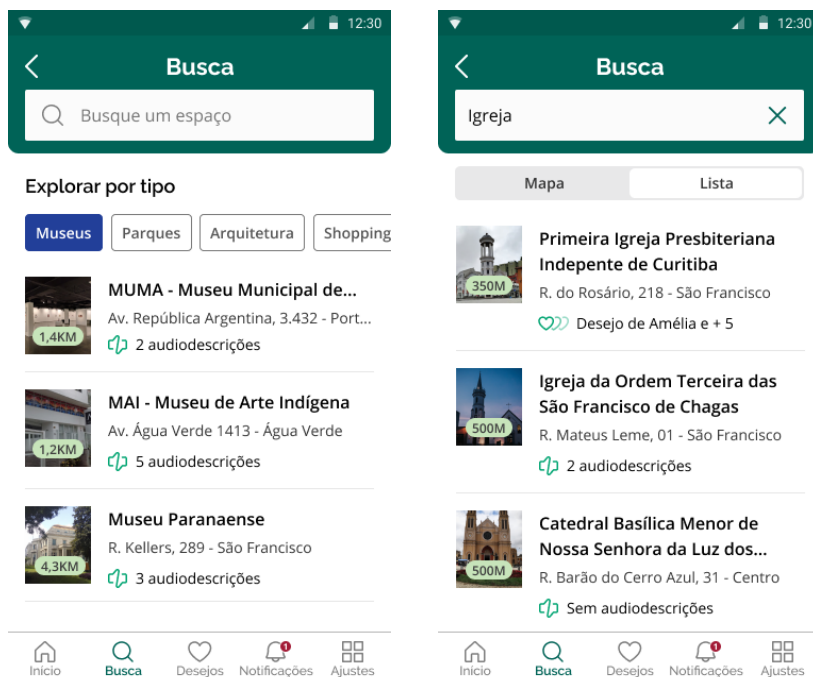 12:30
Busca
Busque um espaço
Explorar por tipo
Museus
Parques
Arquitetura
Shopping
MUMA - Museu Municipal de...
Av. República Argentina, 3.432 - Port...
1,4KM
2 audiodescrições
MAI - Museu de Arte Indígena
Av. Água Verde 1413 - Água Verde
1,2KM
5 audiodescrições
Museu Paranaense
R. Kellers, 289 - São Francisco
4,3KM
3 audiodescrições
Início
Busca
Desejos
1
Notificações
Ajustes
12:30
Busca
Igreja
Mapa
Lista
Primeira Igreja Presbiteriana
Indepente de Curitiba
350M
R. do Rosário, 218 - São Francisco
Desejo de Amélia e + 5
Igreja da Ordem Terceira das
São Francisco de Chagas
500M
R. Mateus Leme, 01 - São Francisco
2 audiodescrições
Catedral Basílica Menor de
Nossa Senhora da Luz dos...
500M
R. Barão do Cerro Azul, 31 - Centro
Sem audiodescrições
Início
Busca
Desejos
1
Notificações
Ajustes